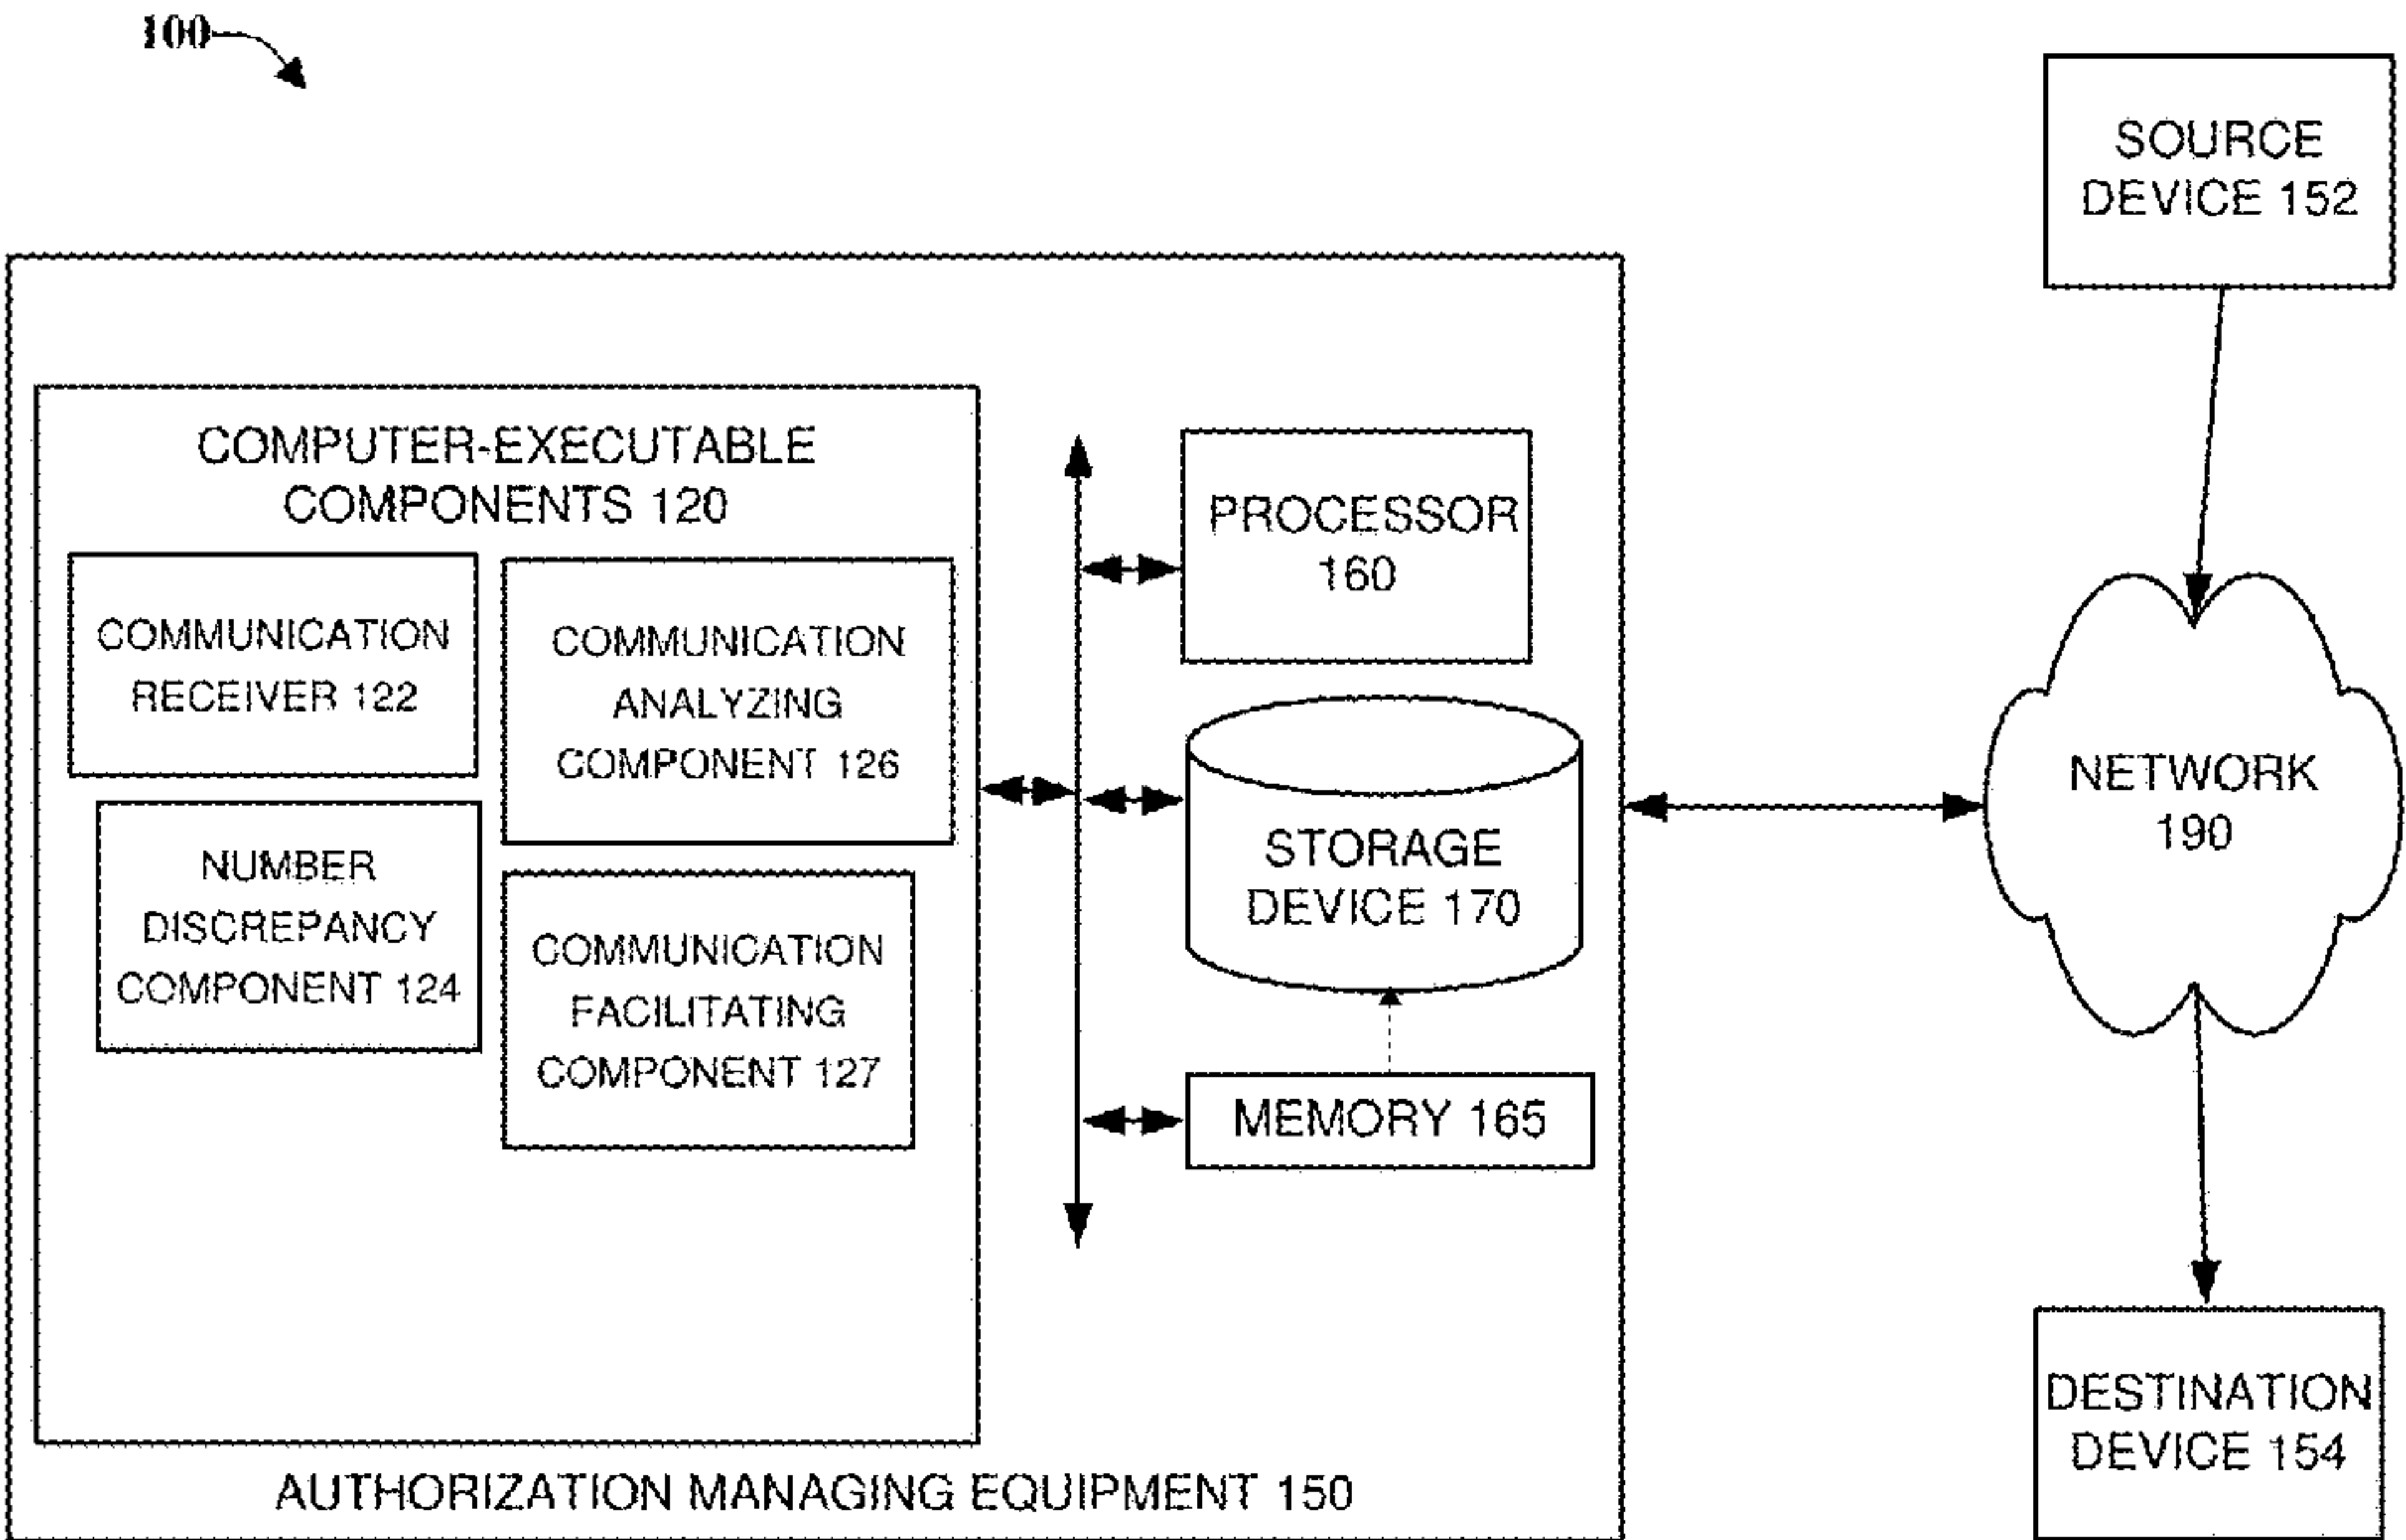 100
SOURCE
DEVICE 152
COMPUTER-EXECUTABLE
COMPONENTS 120
COMMUNICATION
RECEIVER 122
COMMUNICATION
ANALYZING
COMPONENT 126
NUMBER
DISCREPANCY
COMPONENT 124
COMMUNICATION
FACILITATING
COMPONENT 127
PROCESSOR
160
STORAGE
DEVICE 170
MEMORY 165
NETWORK
190
DESTINATION
DEVICE 154
AUTHORIZATION MANAGING EQUIPMENT 150